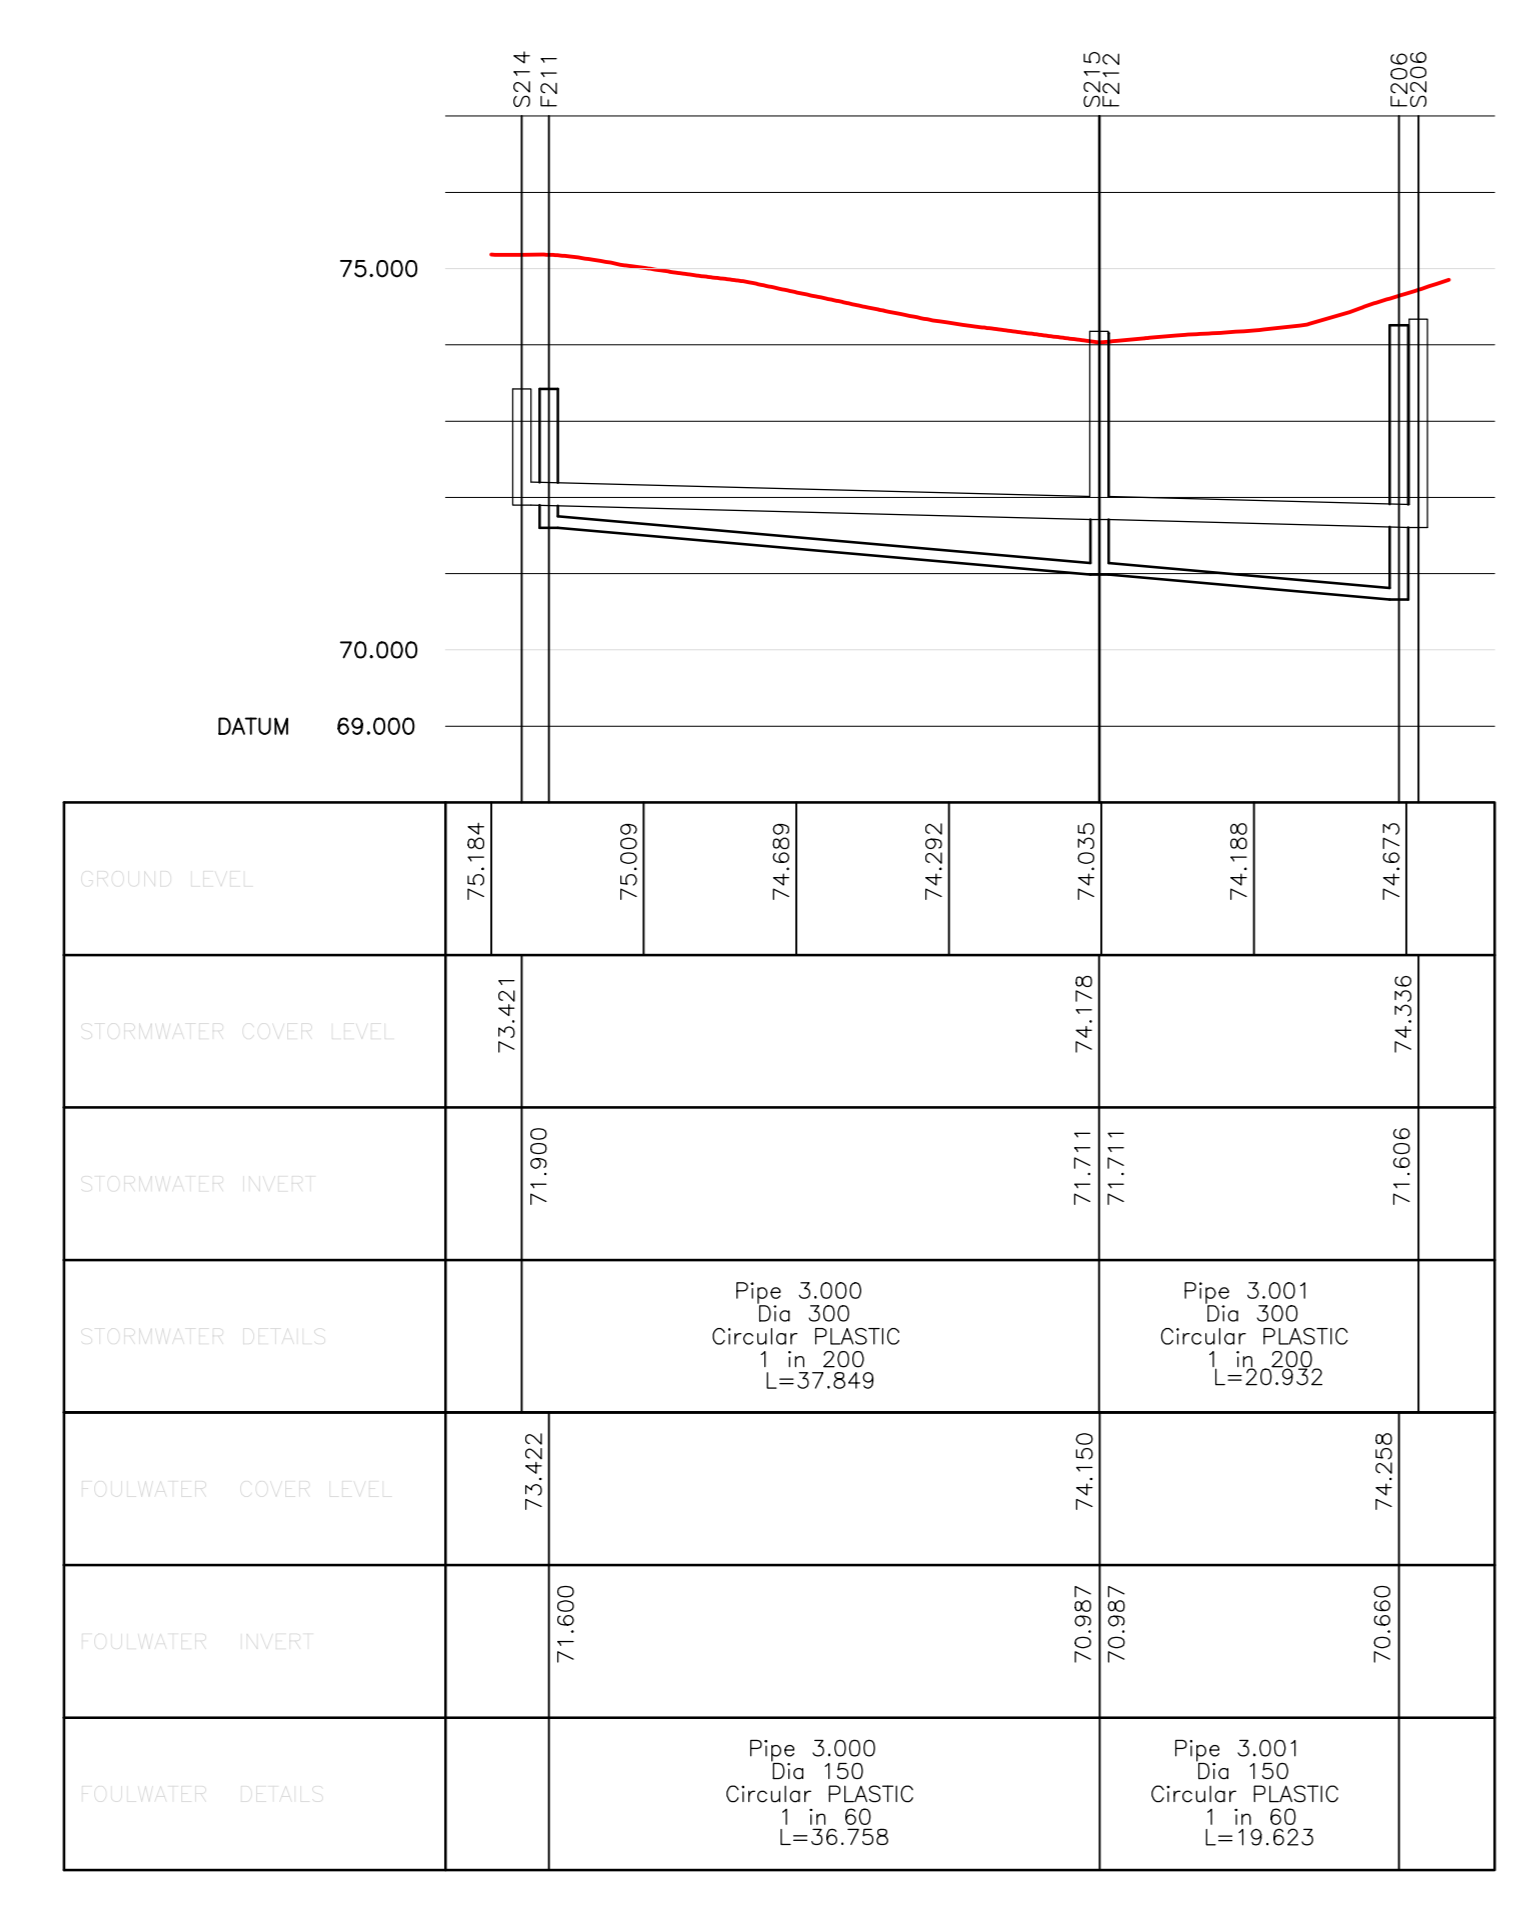 S214
F211
S215
F212
F206
S206
75.000
70.000
DATUM 69.000
GROUND LEVEL
75.184
75.009
74.689
74.292
74.035
74.188
74.673
STORMWATER COVER LEVEL
73.421
74.178
74.336
STORMWATER INVERT
71.900
71.711
71.711
71.606
STORMWATER DETAILS
Pipe 3.000
Dia 300
Circular PLASTIC
1 in 200
L=37.849
Pipe 3.001
Dia 300
Circular PLASTIC
1 in 200
L=20.932
FOULWATER COVER LEVEL
73.422
74.150
74.258
FOULWATER INVERT
71.600
70.987
70.987
70.660
FOULWATER DETAILS
Pipe 3.000
Dia 150
Circular PLASTIC
1 in 60
L=36.758
Pipe 3.001
Dia 150
Circular PLASTIC
1 in 60
L=19.623